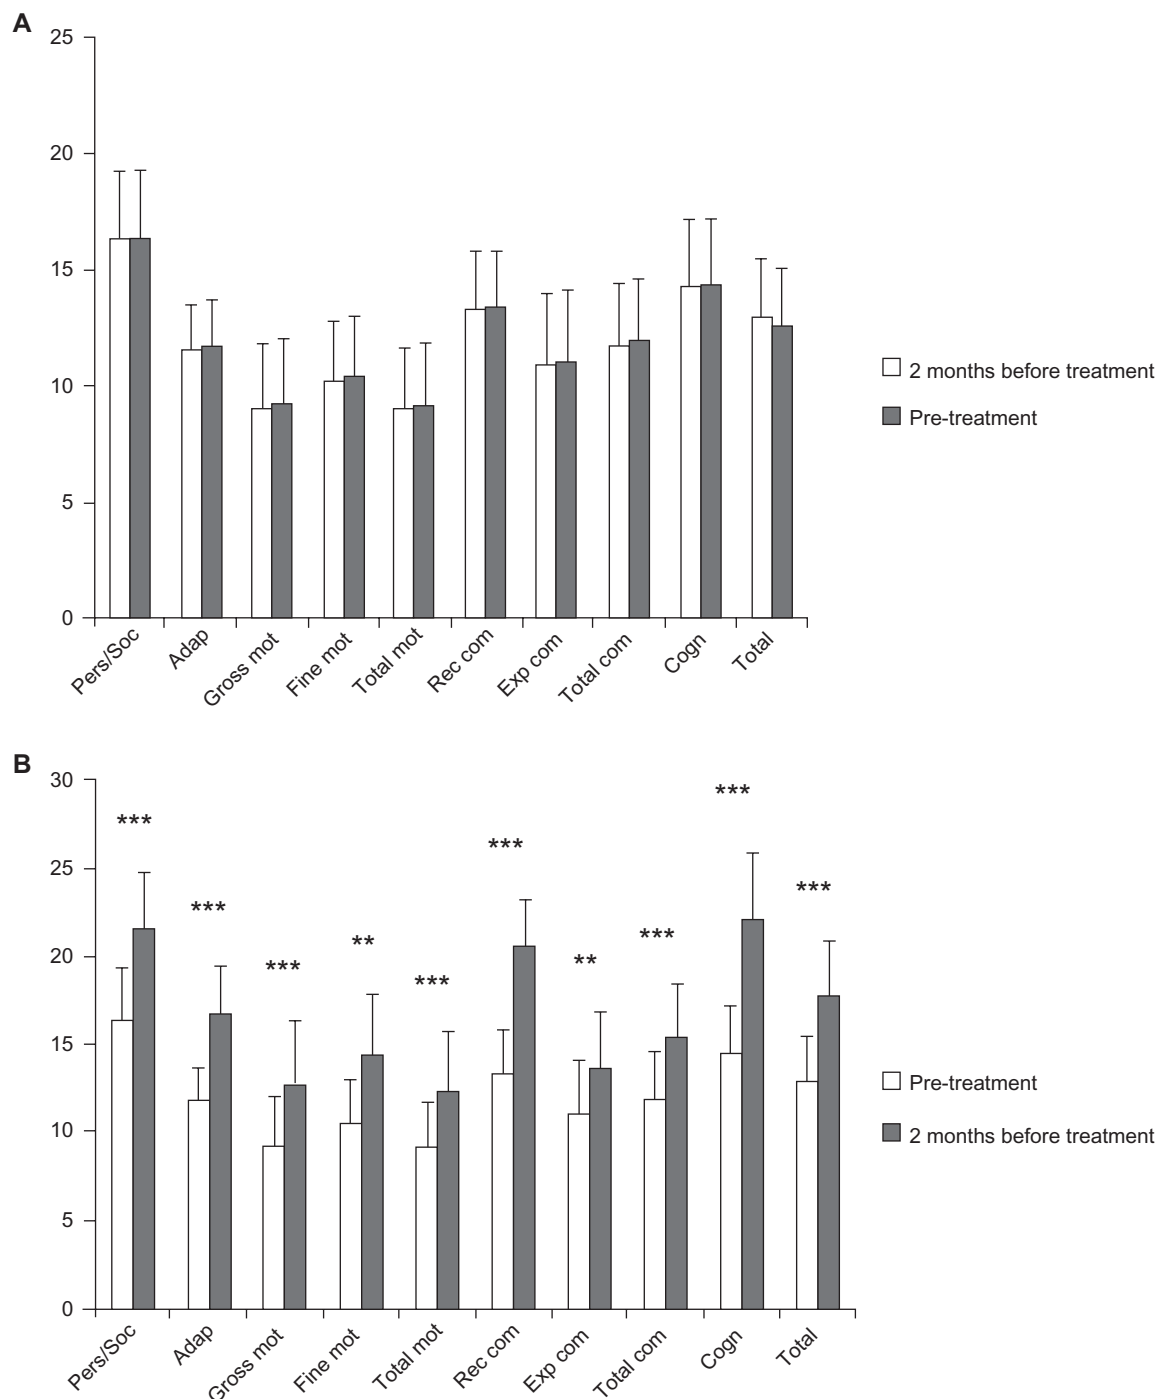 A
25
20
15
10
5
0
Pers/Soc
Adap
Gross mot
Fine mot
Total mot
Rec com
Exp com
Total com
Cogn
Total
2 months before treatment
Pre-treatment
B
30
25
20
15
10
5
0
***
***
***
**
***
***
**
***
***
***
Pers/Soc
Adap
Gross mot
Fine mot
Total mot
Rec com
Exp com
Total com
Cogn
Total
Pre-treatment
2 months before treatment